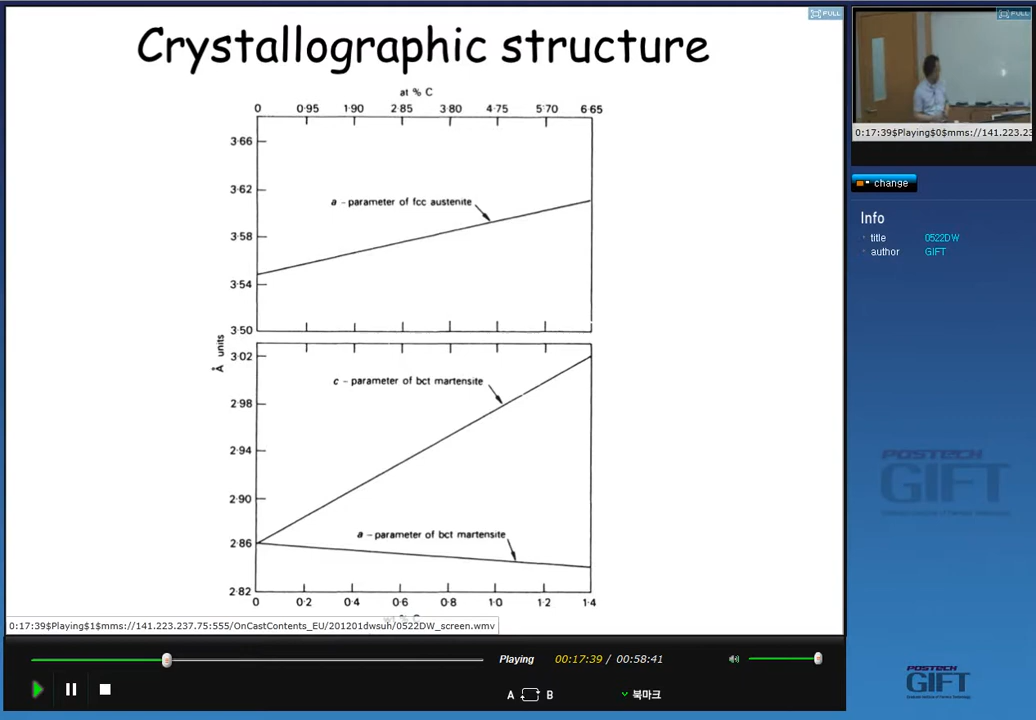 Crystallographic structure
FULL
FULL
at % C
0 0·95 1·90 2·85 3·80 4·75 5·70 6·65
3·66
3·62
a - parameter of fcc austenite
3·58
3·54
3·50
Å units
3·02
c - parameter of bct martensite
2·98
2·94
2·90
a - parameter of bct martensite
2·86
2·82
0 0·2 0·4 0·6 0·8 1·0 1·2 1·4
0:17:39$Playing$1$mms://141.223.237.75:555/OnCastContents_EU/201201dwsuh/0522DW_screen.wmv
0:17:39$Playing$0$mms://141.223.23
change
Info
title 0522DW
author GIFT
POSTECH
GIFT
Playing 00:17:39 / 00:58:41
A B 북마크
POSTECH
GIFT